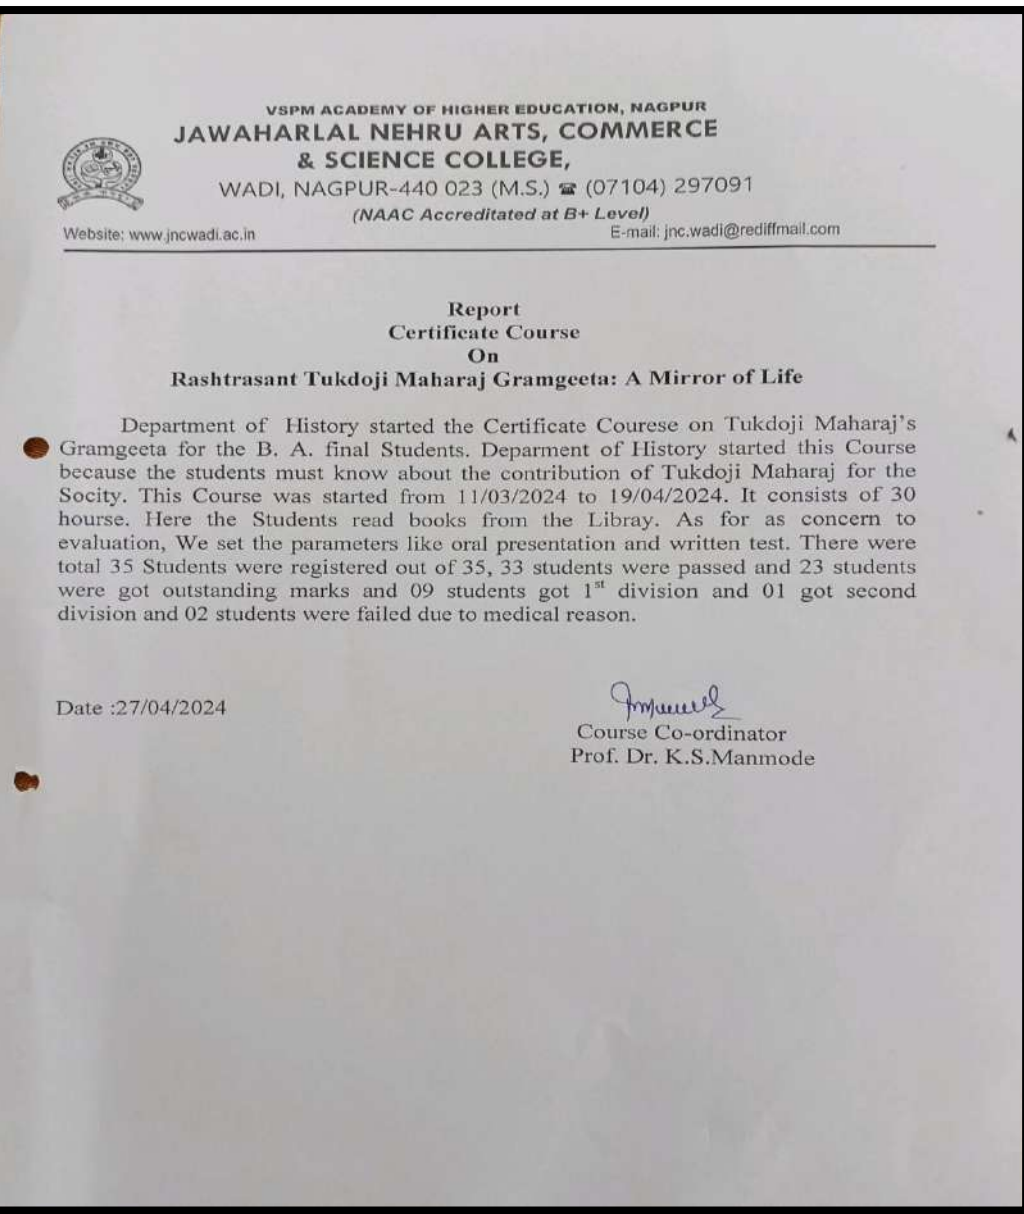 VSPM ACADEMY OF HIGHER EDUCATION, NAGPUR
JAWAHARLAL NEHRU ARTS, COMMERCE
& SCIENCE COLLEGE,
WADI, NAGPUR-440 023 (M.S.) ☎ (07104) 297091
(NAAC Accreditated at B+ Level)
Website: www.jncwadi.ac.in E-mail: jnc.wadi@rediffmail.com
Report
Certificate Course
On
Rashtrasant Tukdoji Maharaj Gramgeeta: A Mirror of Life
Department of History started the Certificate Courese on Tukdoji Maharaj's
Gramgeeta for the B. A. final Students. Deparment of History started this Course
because the students must know about the contribution of Tukdoji Maharaj for the
Socity. This Course was started from 11/03/2024 to 19/04/2024. It consists of 30
hourse. Here the Students read books from the Libray. As for as concern to
evaluation, We set the parameters like oral presentation and written test. There were
total 35 Students were registered out of 35, 33 students were passed and 23 students
were got outstanding marks and 09 students got 1st division and 01 got second
division and 02 students were failed due to medical reason.
Date :27/04/2024
Course Co-ordinator
Prof. Dr. K.S.Manmode